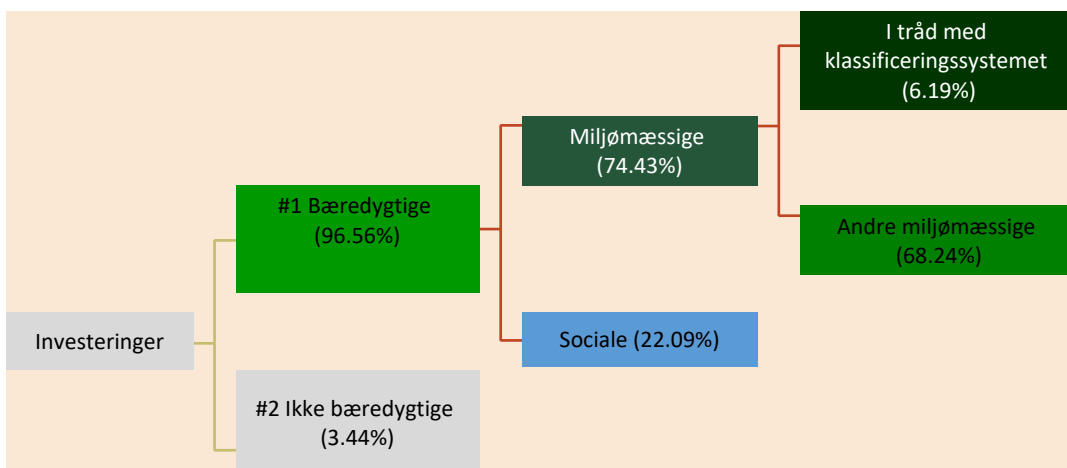 I tråd med
klassificeringssystemet
(6.19%)
Miljømæssige
(74.43%)
#1 Bæredygtige
(96.56%)
Andre miljømæssige
(68.24%)
Investeringer
Sociale (22.09%)
#2 Ikke bæredygtige
(3.44%)